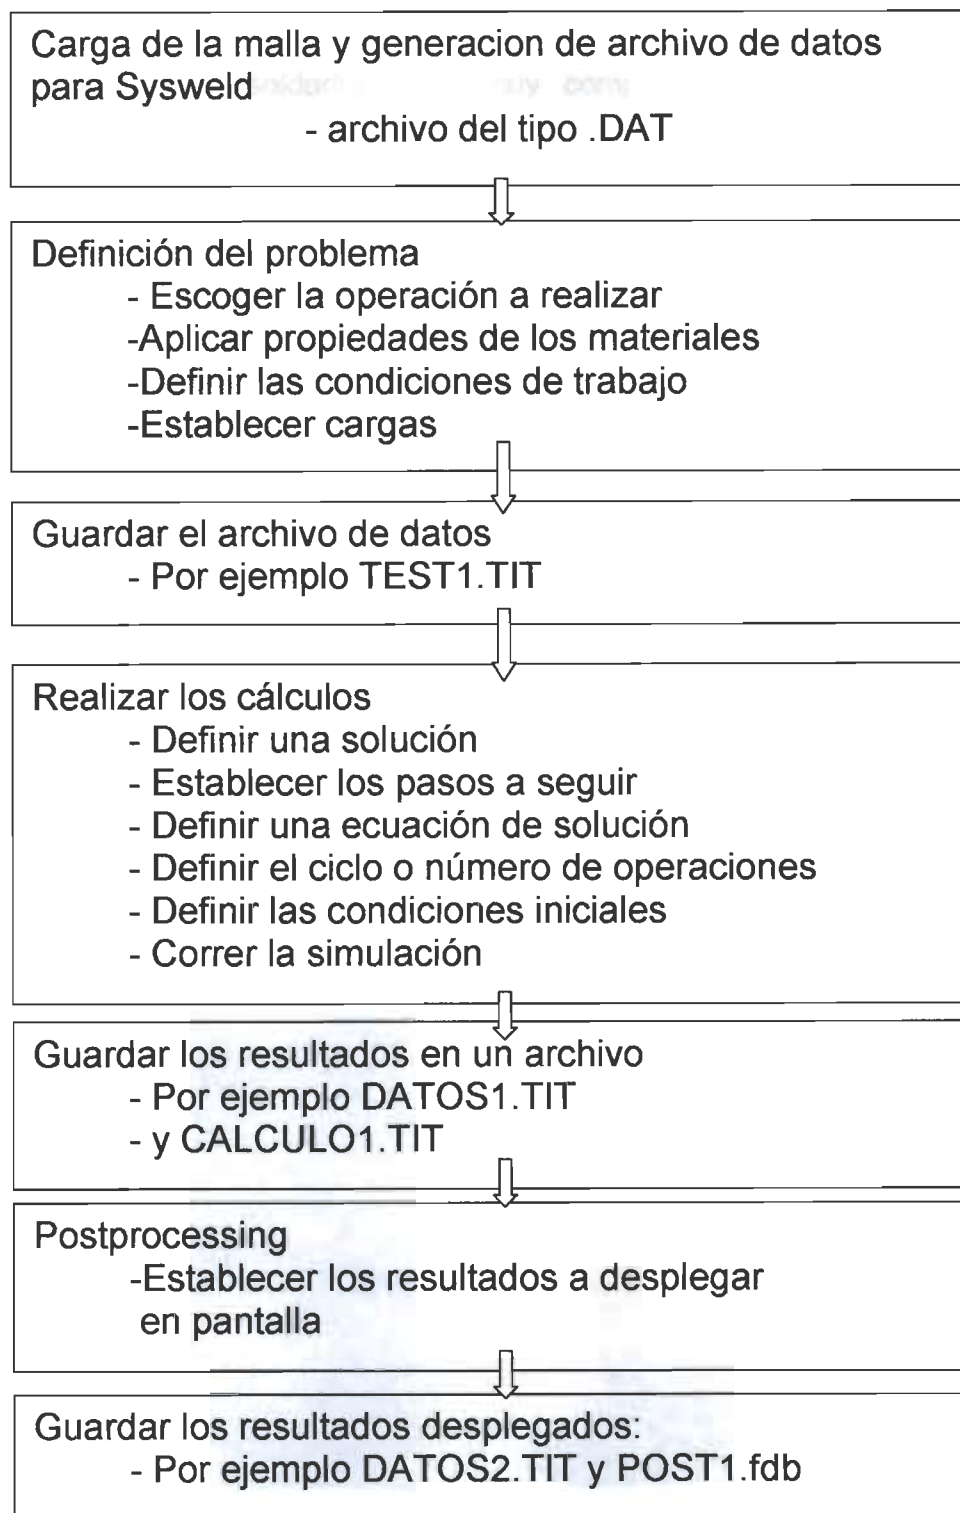 Carga de la malla y generacion de archivo de datos
para Sysweld
- archivo del tipo .DAT
Definición del problema
- Escoger la operación a realizar
-Aplicar propiedades de los materiales
-Definir las condiciones de trabajo
-Establecer cargas
Guardar el archivo de datos
- Por ejemplo TEST1.TIT
Realizar los cálculos
- Definir una solución
- Establecer los pasos a seguir
- Definir una ecuación de solución
- Definir el ciclo o número de operaciones
- Definir las condiciones iniciales
- Correr la simulación
Guardar los resultados en un archivo
- Por ejemplo DATOS1.TIT
- y CALCULO1.TIT
Postprocessing
-Establecer los resultados a desplegar
en pantalla
Guardar los resultados desplegados:
- Por ejemplo DATOS2.TIT y POST1.fdb